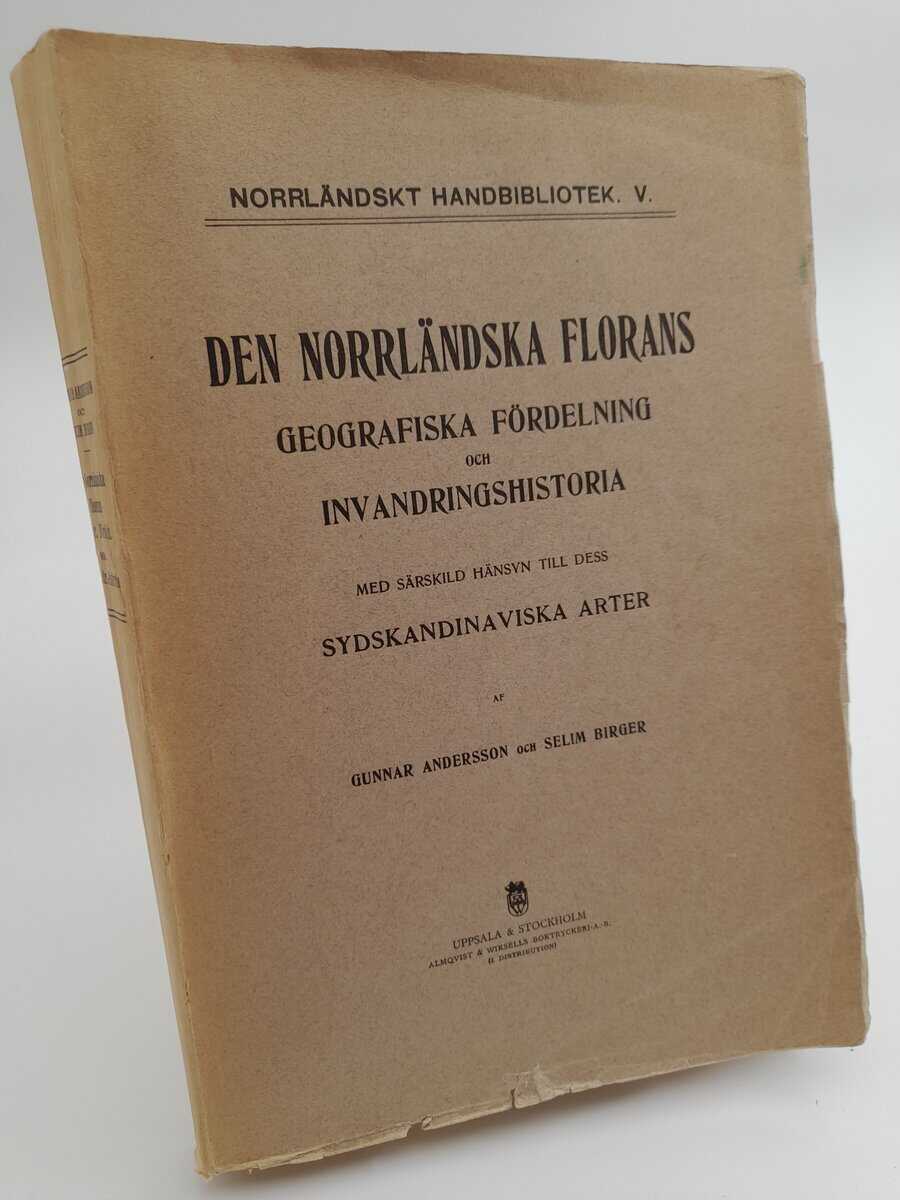 NORRLÄNDSKT HANDBIBLIOTEK. V.
DEN NORRLÄNDSKA FLORANS
GEOGRAFISKA FÖRDELNING
OCH
INVANDRINGSHISTORIA
MED SÄRSKILD HÄNSYN TILL DESS
SYDSKANDINAVISKA ARTER
AF
GUNNAR ANDERSSON OCH SELIM BIRGER
UPPSALA & STOCKHOLM
ALMQVIST & WIKSELLS BOKTRYCKERI-A.-B.
(I DISTRIBUTION)